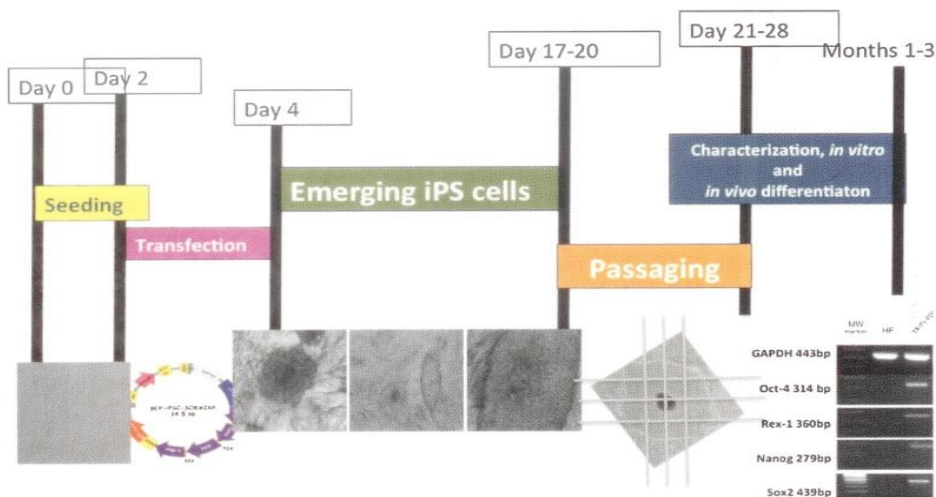 Day 0
Day 2
Day 4
Day 17-20
Day 21-28
Months 1-3
Seeding
Transfection
Emerging iPS cells
Passaging
Characterization, in vitro
and
in vivo differentiaton
MW
marker
HF
GAPDH 443bp
Oct-4 314 bp
Rex-1 360bp
Nanog 279bp
Sox2 439bp